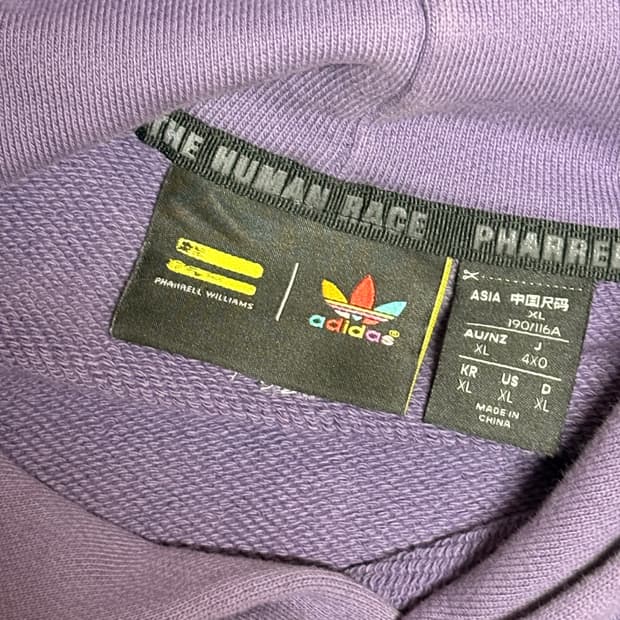 THE HUMAN RACE PHARRE
PHARRELL WILLIAMS
adidas®
ASIA 中国尺码
XL
190/116A
AU/NZ J
XL 4XO
KR US D
XL XL XL
MADE IN
CHINA